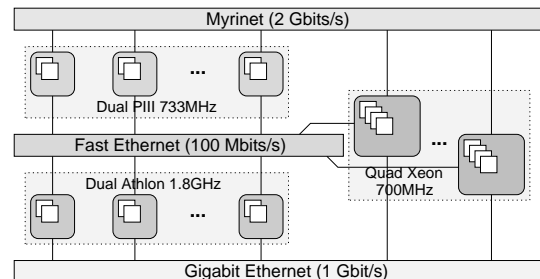 Myrinet (2 Gbits/s)
...
Dual PIII 733MHz
Fast Ethernet (100 Mbits/s)
...
Quad Xeon
700MHz
Dual Athlon 1.8GHz
...
Gigabit Ethernet (1 Gbit/s)